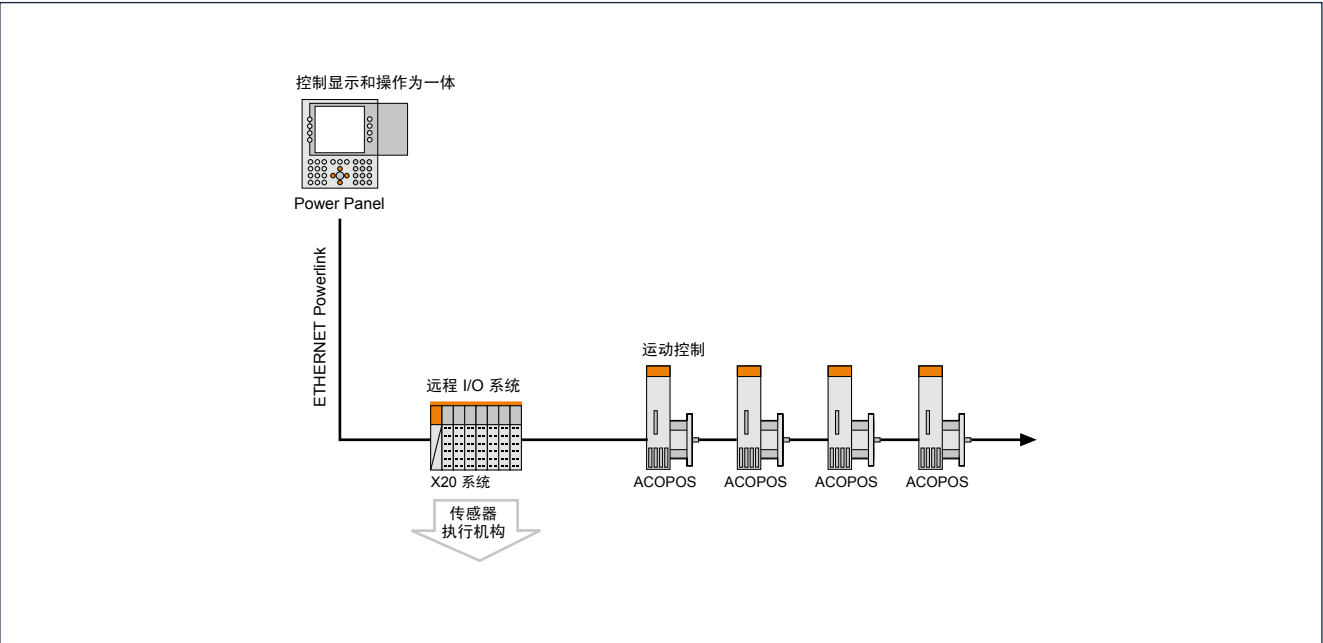 控制显示和操作为一体
Power Panel
ETHERNET Powerlink
运动控制
远程 I/O 系统
X20 系统
ACOPOS
ACOPOS
ACOPOS
ACOPOS
传感器
执行机构